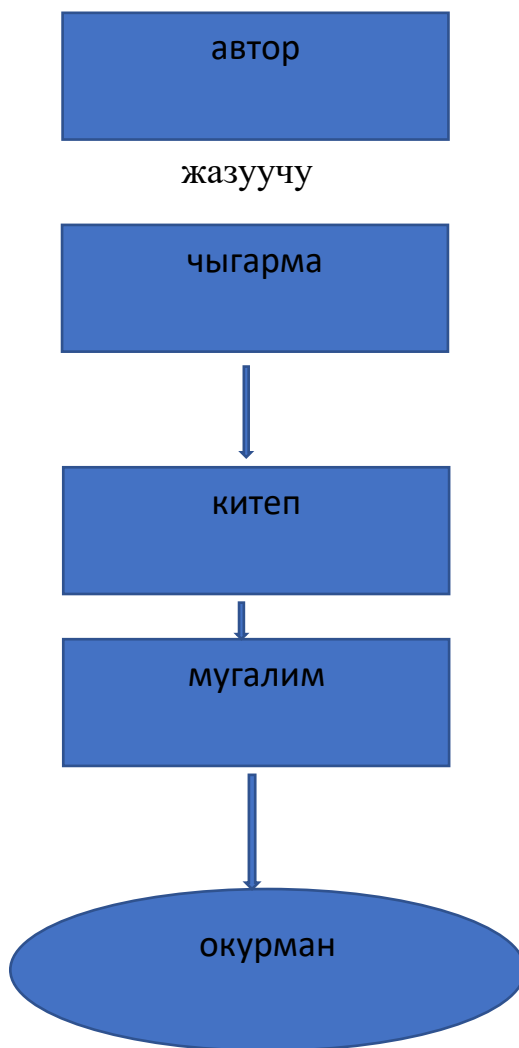 автор
жазуучу
чыгарма
китеп
мугалим
окурман